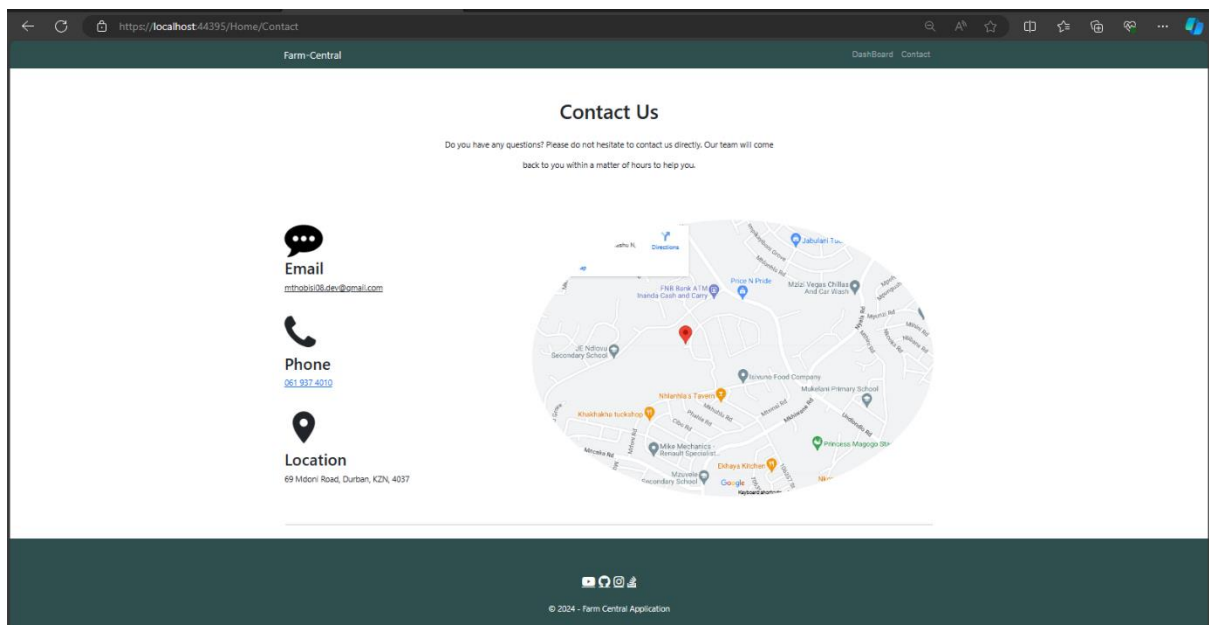 https://localhost:44395/Home/Contact
Farm-Central
DashBoard Contact
Contact Us
Do you have any questions? Please do not hesitate to contact us directly. Our team will come
back to you within a matter of hours to help you.
Email
mthobisi08.dev@gmail.com
Phone
061 937 4010
Location
69 Mdoni Road, Durban, KZN, 4037
Directions
Jabulani
FNB Bank ATM
Inanda Cash and Carry
Price N Pride
Mzizi Vegas Chillas
And Car Wash
JE Ndlovu
Secondary School
Food Company
Mukelani Primary School
Nhlanhla's Tavern
Khakhakha tuckshop
Mike Mechanics -
Renault Specialist...
Princess Magogo
Dlihaya Kitchen
Mzuvele
Secondary School
Google
Keyboard shortcuts
© 2024 - Farm Central Application